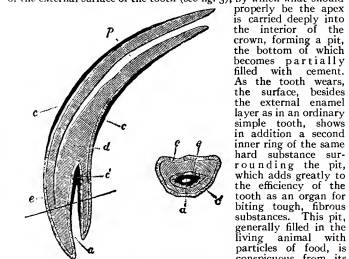 of the external surface of the tooth (see fig. 3), by which what should
properly be the apex
is carried deeply into
the interior of the
crown, forming a pit,
the bottom of which
becomes partially
filled with cement.
As the tooth wears,
the surface, besides
the external enamel
layer as in an ordinary
simple tooth, shows
in addition a second
inner ring of the same
hard substance sur-
rounding the pit,
which adds greatly to
the efficiency of the
tooth as an organ for
biting tough, fibrous
substances. This pit,
generally filled in the
living animal with
particles of food, is
conspicuous from its
p
c
c
d
c
e
a
a